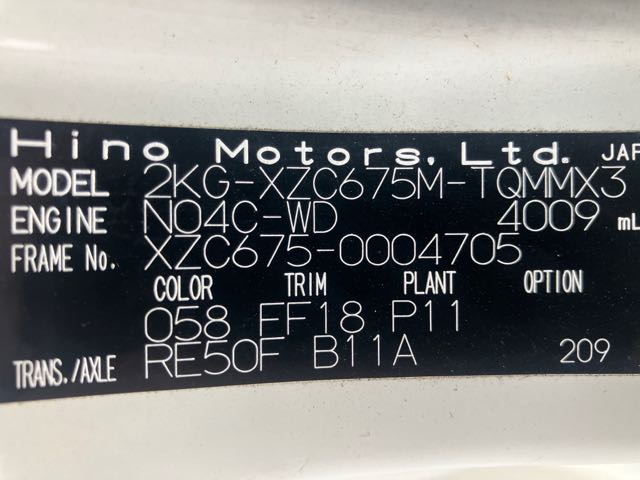 Hino Motors, Ltd. JAP
MODEL 2KG-XZC675M-TQMMX3
ENGINE N04C-WD 4009 mL
FRAME No. XZC675-0004705
COLOR TRIM PLANT OPTION
058 FF18 P11
TRANS./AXLE RE50F B11A 209